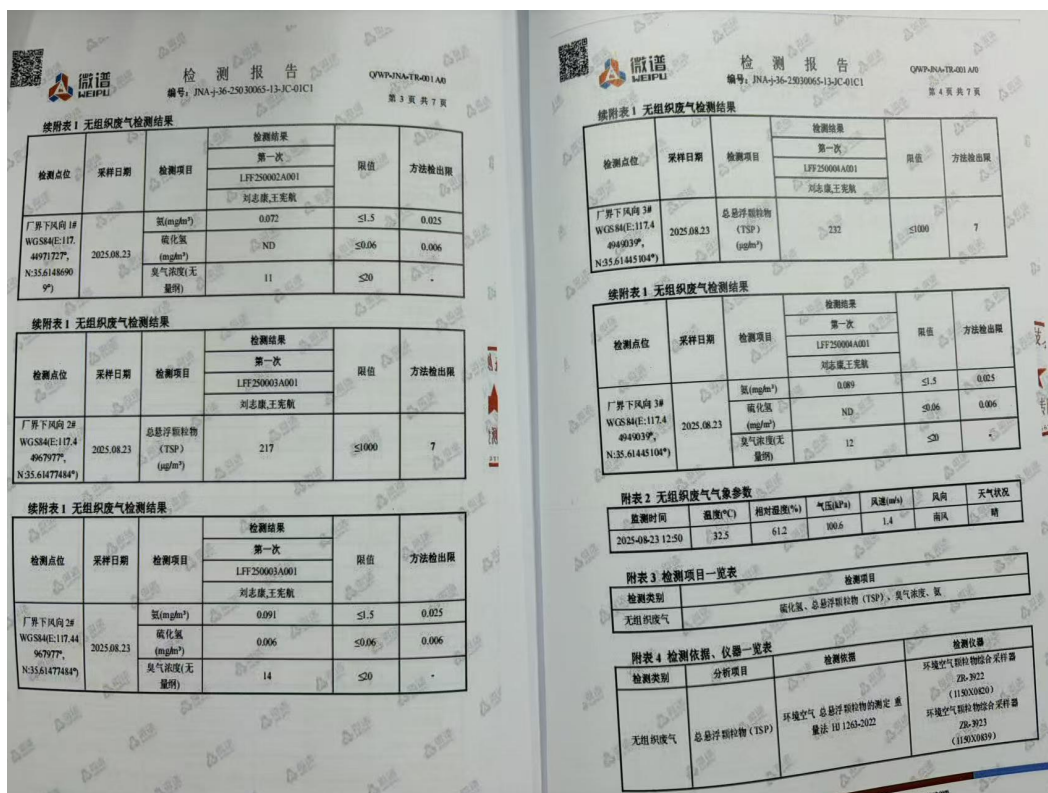 微谱
WEIPU
检 测 报 告
Q/WP-JNA-TR-001 A/0
编号：JNA-j-36-25030065-13-JC-01C1
第 3 页 共 7 页
续附表 1 无组织废气检测结果
检测点位 采样日期 检测项目 检测结果 限值 方法检出限
第一次
LFF250002A001
刘志康,王宪航
厂界下风向 1# WGS84(E:117.44971727°, N:35.61486909°) 2025.08.23 氨(mg/m³) 0.072 ≤1.5 0.025
硫化氢(mg/m³) ND ≤0.06 0.006
臭气浓度(无量纲) 11 ≤20 -
续附表 1 无组织废气检测结果
检测点位 采样日期 检测项目 检测结果 限值 方法检出限
第一次
LFF250003A001
刘志康,王宪航
厂界下风向 2# WGS84(E:117.44967977°, N:35.61477484°) 2025.08.23 总悬浮颗粒物（TSP）(μg/m³) 217 ≤1000 7
续附表 1 无组织废气检测结果
检测点位 采样日期 检测项目 检测结果 限值 方法检出限
第一次
LFF250003A001
刘志康,王宪航
厂界下风向 2# WGS84(E:117.44967977°, N:35.61477484°) 2025.08.23 氨(mg/m³) 0.091 ≤1.5 0.025
硫化氢(mg/m³) 0.006 ≤0.06 0.006
臭气浓度(无量纲) 14 ≤20 -
微谱
WEIPU
检 测 报 告
Q/WP-JNA-TR-001 A/0
编号：JNA-j-36-25030065-13-JC-01C1
第 4 页 共 7 页
续附表 1 无组织废气检测结果
检测点位 采样日期 检测项目 检测结果 限值 方法检出限
第一次
LFF250004A001
刘志康,王宪航
厂界下风向 3# WGS84(E:117.44949039°, N:35.61445104°) 2025.08.23 总悬浮颗粒物（TSP）(μg/m³) 232 ≤1000 7
续附表 1 无组织废气检测结果
检测点位 采样日期 检测项目 检测结果 限值 方法检出限
第一次
LFF250004A001
刘志康,王宪航
厂界下风向 3# WGS84(E:117.44949039°, N:35.61445104°) 2025.08.23 氨(mg/m³) 0.089 ≤1.5 0.025
硫化氢(mg/m³) ND ≤0.06 0.006
臭气浓度(无量纲) 12 ≤20 -
附表 2 无组织废气气象参数
监测时间 温度(°C) 相对湿度(%) 气压(kPa) 风速(m/s) 风向 天气状况
2025-08-23 12:50 32.5 61.2 100.6 1.4 南风 晴
附表 3 检测项目一览表
检测类别 检测项目
无组织废气 硫化氢、总悬浮颗粒物（TSP）、臭气浓度、氨
附表 4 检测依据、仪器一览表
检测类别 分析项目 检测依据 检测仪器
无组织废气 总悬浮颗粒物（TSP） 环境空气 总悬浮颗粒物的测定 重量法 HJ 1263-2022 环境空气颗粒物综合采样器 ZR-3922 (1150X0820) 环境空气颗粒物综合采样器 ZR-3923 (1150X0839)